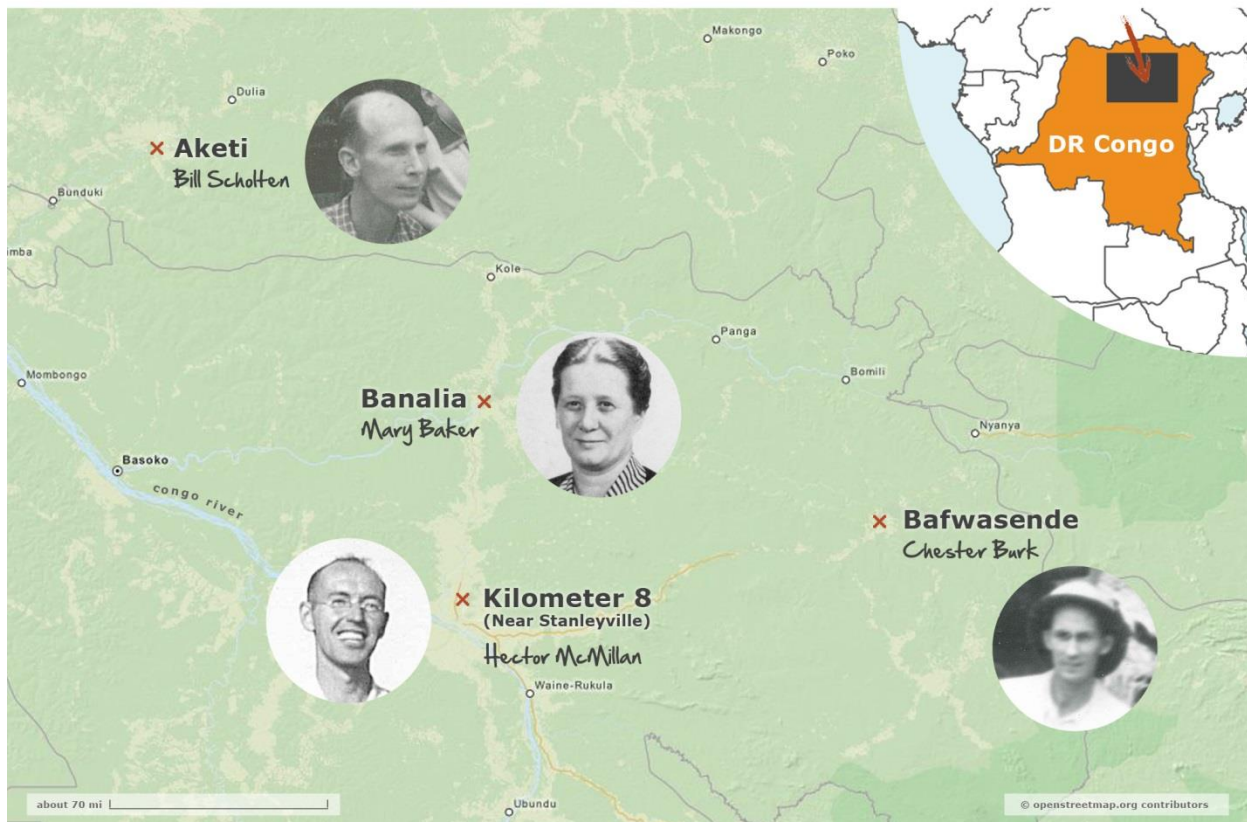 Makongo
Poko
Dulia
DR Congo
Aketi
Bill Scholten
Bunduki
mba
Kole
Panga
Mombongo
Bomili
Banalia
Mary Baker
Nyanya
Basoko
congo river
Bafwasende
Chester Burk
Kilometer 8
(Near Stanleyville)
Hector McMillan
Waine-Rukula
about 70 mi
Ubundu
© openstreetmap.org contributors